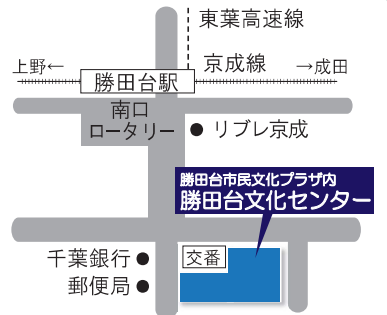 東葉高速線
上野←
京成線
→成田
勝田台駅
南口
ロータリー
●リブレ京成
勝田台市民文化プラザ内
勝田台文化センター
千葉銀行●
交番
郵便局●